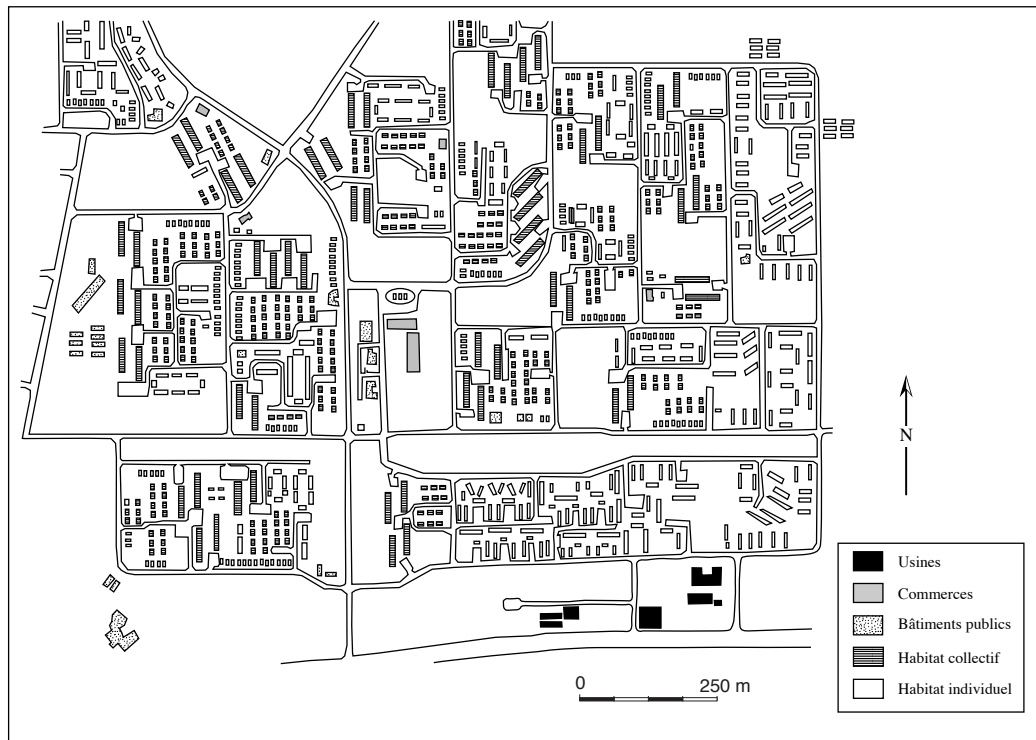 N
Usines
Commerces
Bâtiments publics
Habitat collectif
Habitat individuel
0 250 m